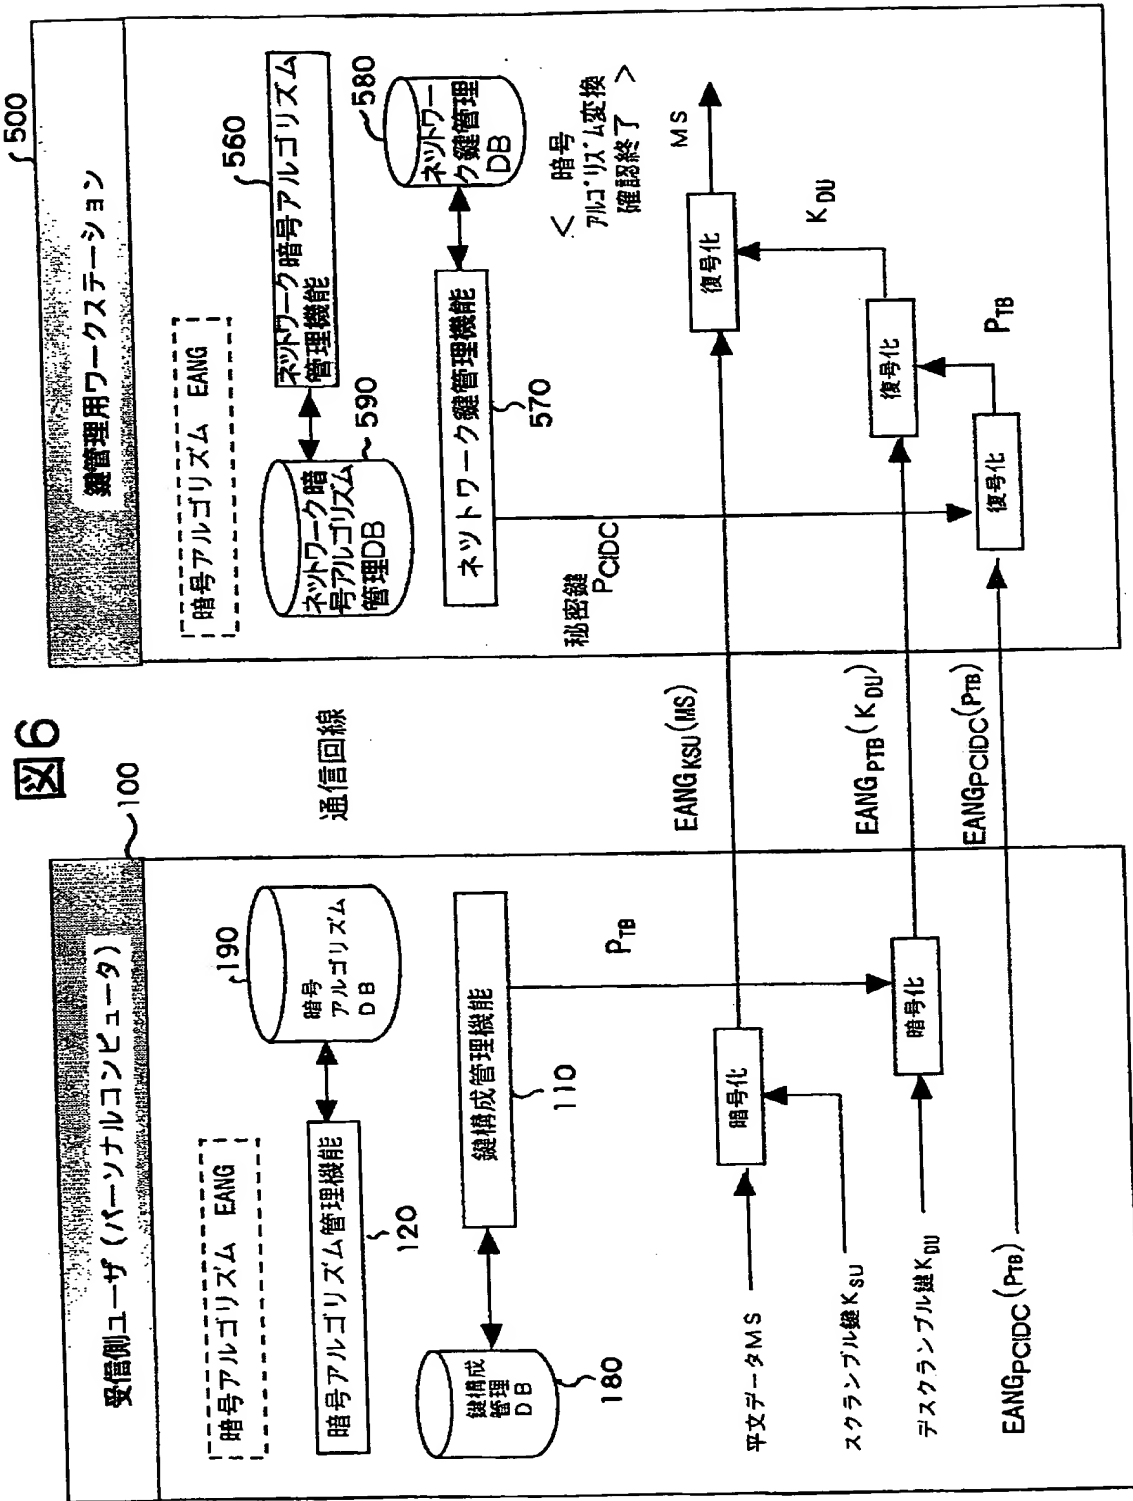 図6
受信側ユーザ(パーソナルコンピュータ)
100
暗号アルゴリズム EANG
暗号アルゴリズム管理機能
120
190
暗号
アルゴリズム
DB
鍵構成
管理
DB
180
鍵構成管理機能
110
PTB
平文データMS
スクランブル鍵KSU
デスクランブル鍵KDU
EANGPCIDC(PTB)
暗号化
暗号化
通信回線
EANGKSU(MS)
EANGPTB(KDU)
EANGPCIDC(PTB)
500
鍵管理用ワークステーション
暗号アルゴリズム EANG
ネットワーク暗
号アルゴリズム
管理DB
590
ネットワーク暗号アルゴリズム
管理機能
560
ネットワーク鍵管理機能
570
ネットワー
ク鍵管理
DB
580
秘密鍵
PCIDC
<暗号
アルゴリズム変換
確認終了>
復号化
MS
KDU
復号化
PTB
復号化